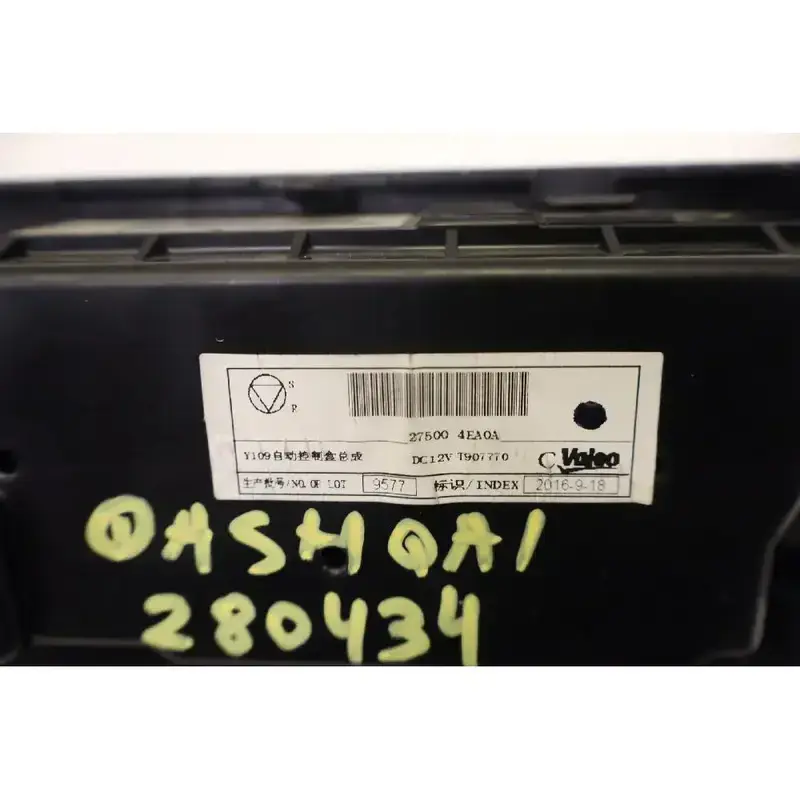 S
R
27500 4EA0A
Y109自动控制盒总成 DC12V T907770 C Valeo
生产批号/NO.OF LOT 9577 标识/INDEX 2016-9-18
QASHQAI
280434